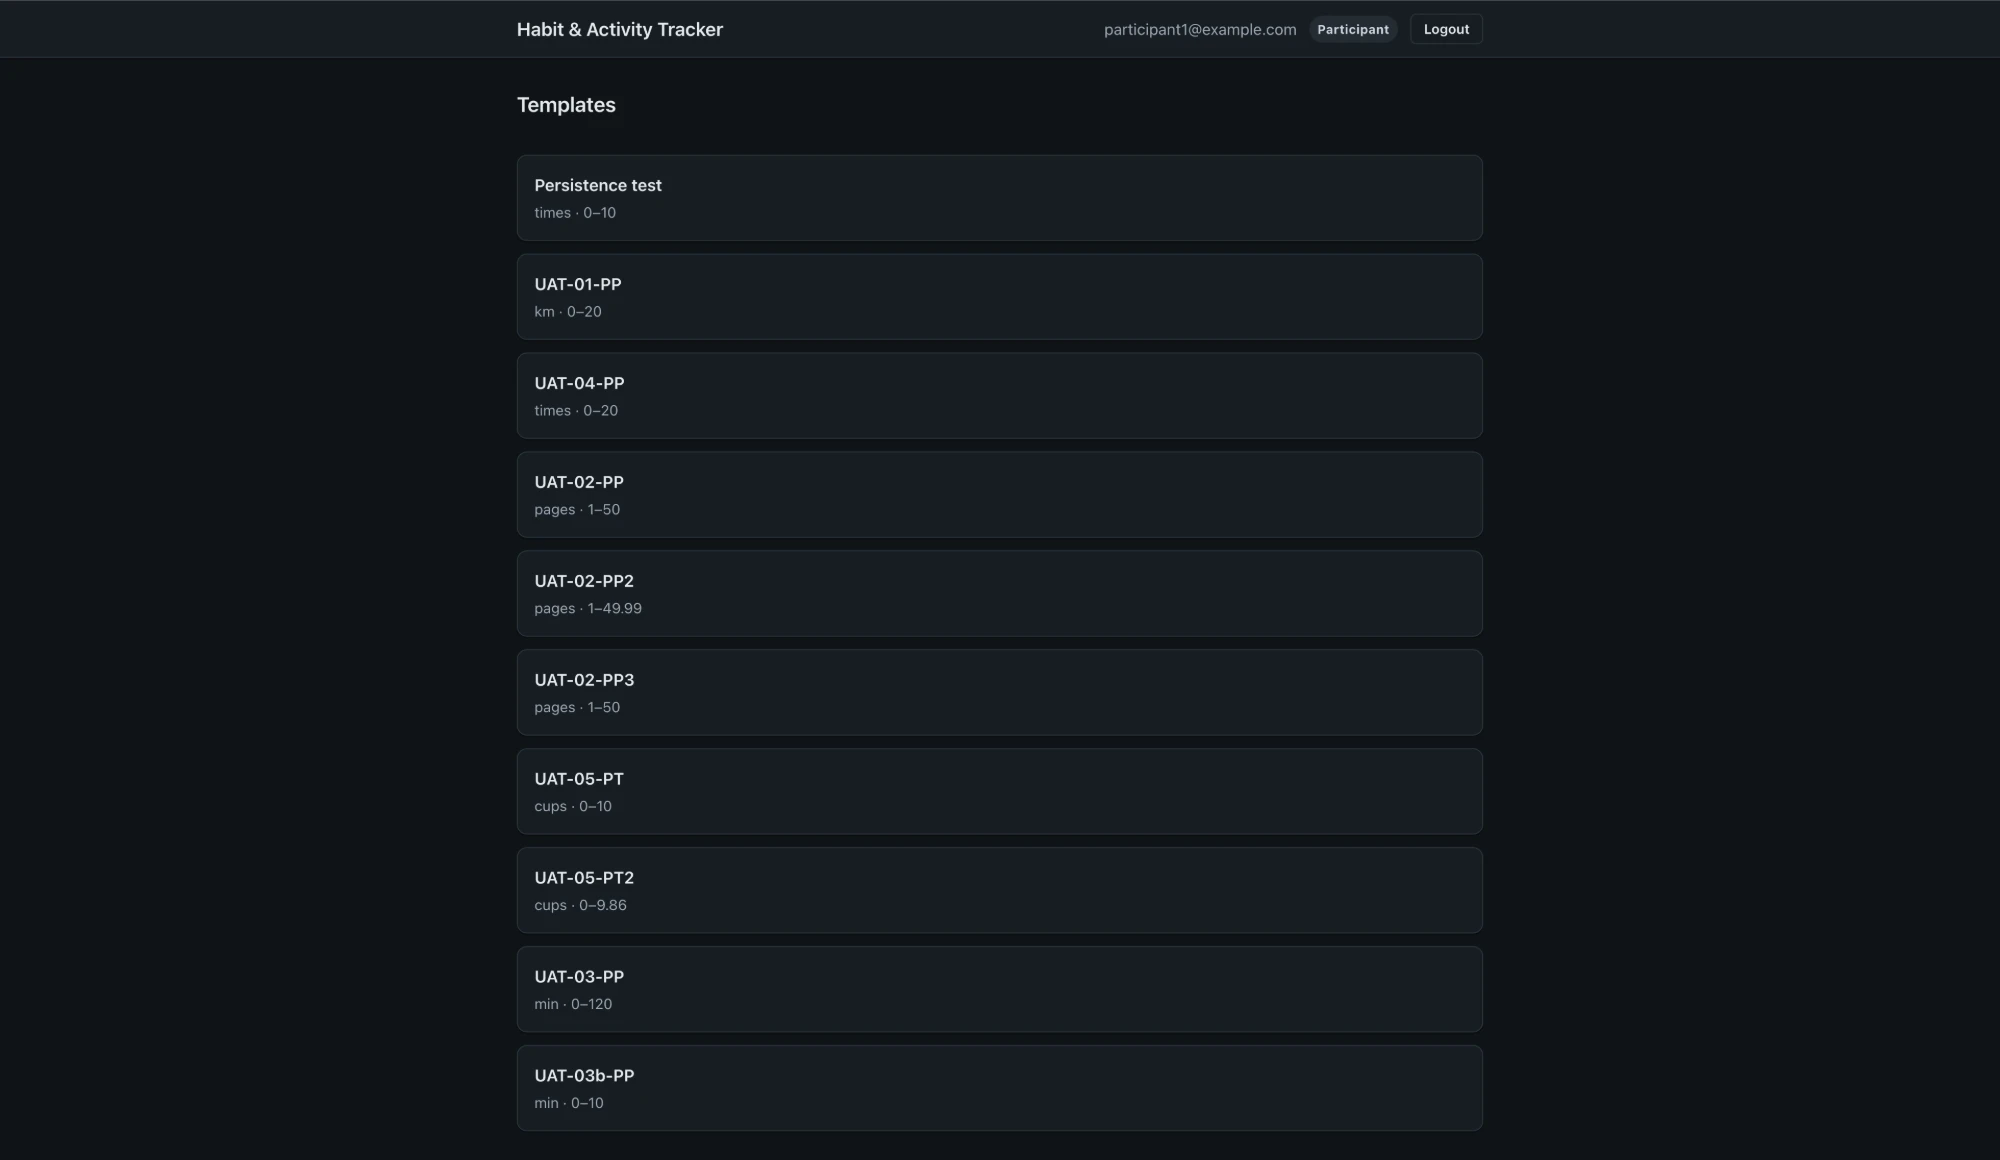 Habit & Activity Tracker
participant1@example.com Participant Logout
Templates
Persistence test
times · 0–10
UAT-01-PP
km · 0–20
UAT-04-PP
times · 0–20
UAT-02-PP
pages · 1–50
UAT-02-PP2
pages · 1–49.99
UAT-02-PP3
pages · 1–50
UAT-05-PT
cups · 0–10
UAT-05-PT2
cups · 0–9.86
UAT-03-PP
min · 0–120
UAT-03b-PP
min · 0–10